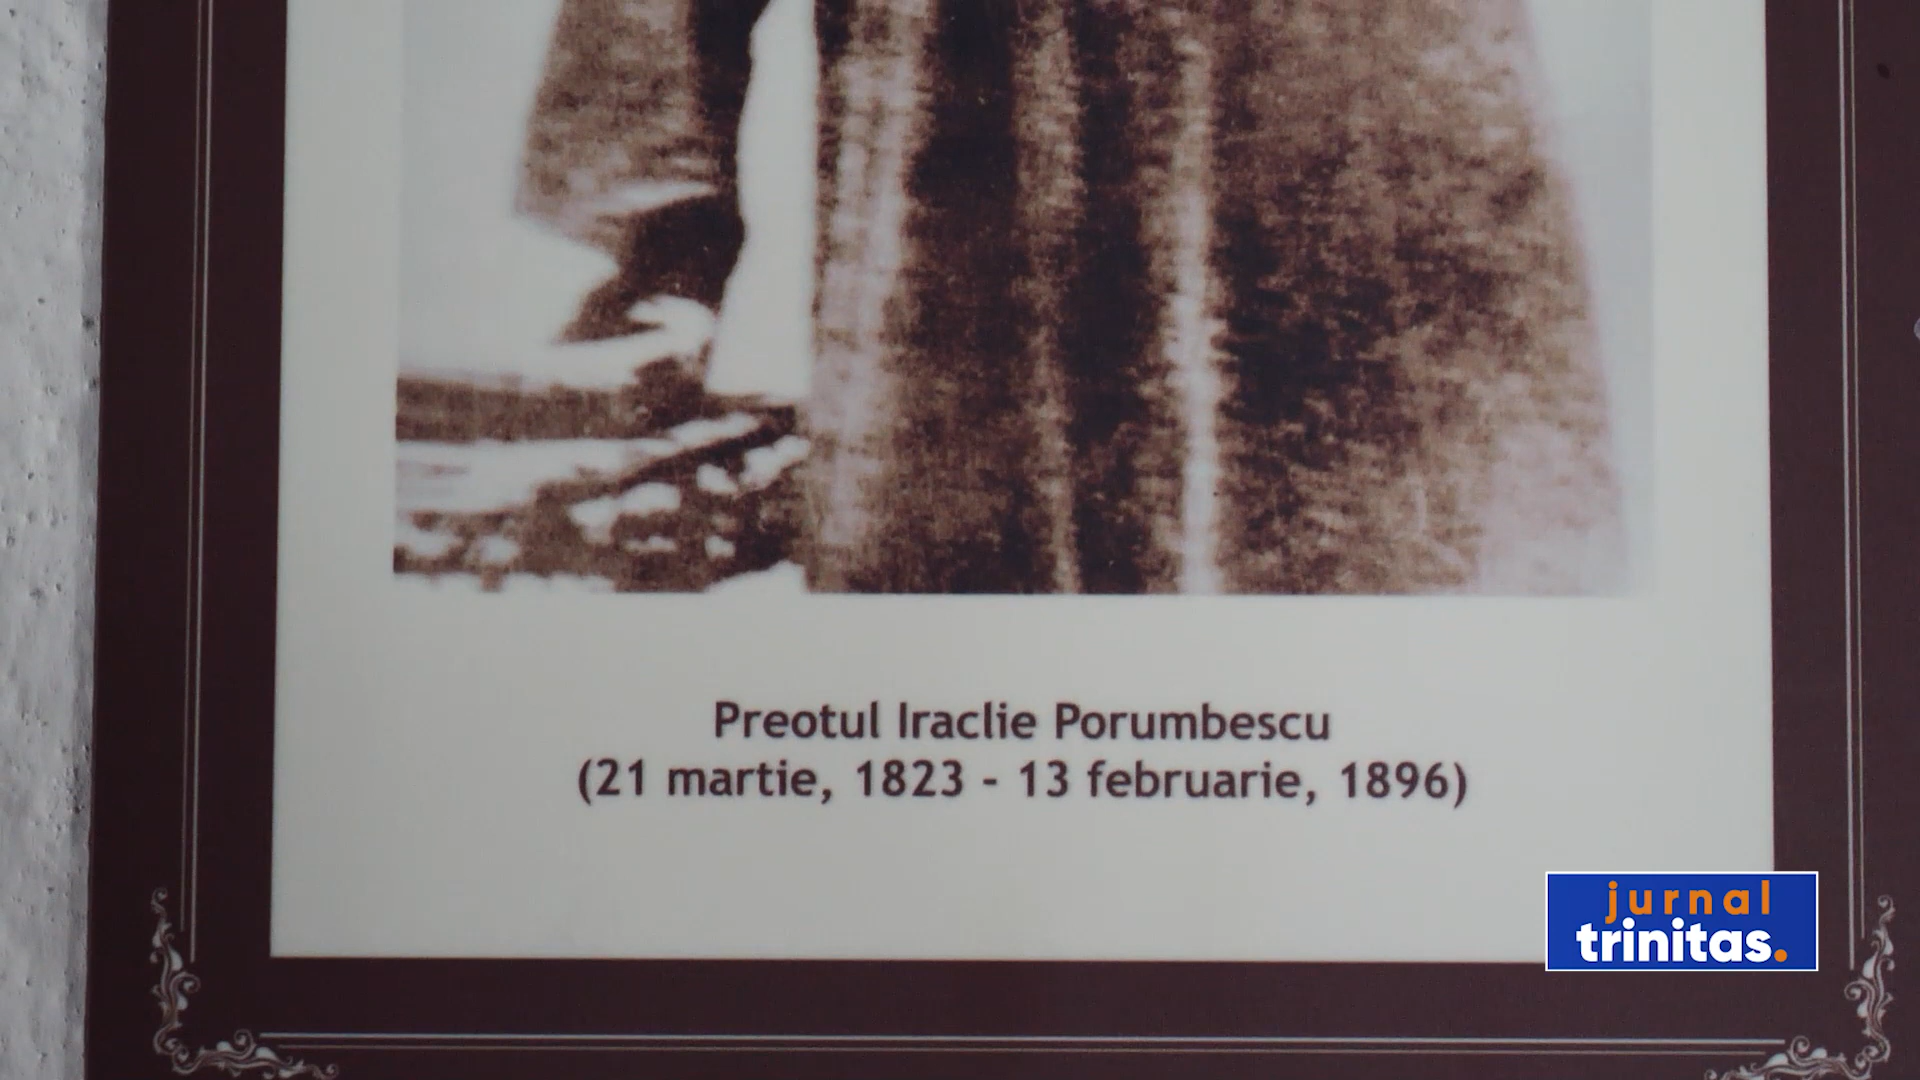 Preotul Iraclie Porumbescu
(21 martie, 1823 - 13 februarie, 1896)
jurnal
trinitas.